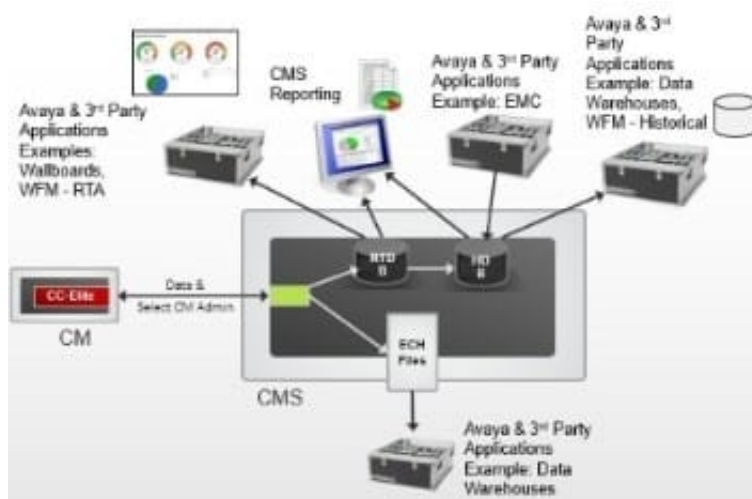 Avaya & 3rd Party
Applications
Examples:
Wallboards,
WFM - RTA
CMS
Reporting
Avaya & 3rd Party
Applications
Example: EMC
Avaya & 3rd
Party
Applications
Example: Data
Warehouses,
WFM - Historical
RTD
B
HD
B
CC-Elite
CM
Data &
Select CM Admin
ECH
Files
CMS
Avaya & 3rd Party
Applications
Example: Data
Warehouses